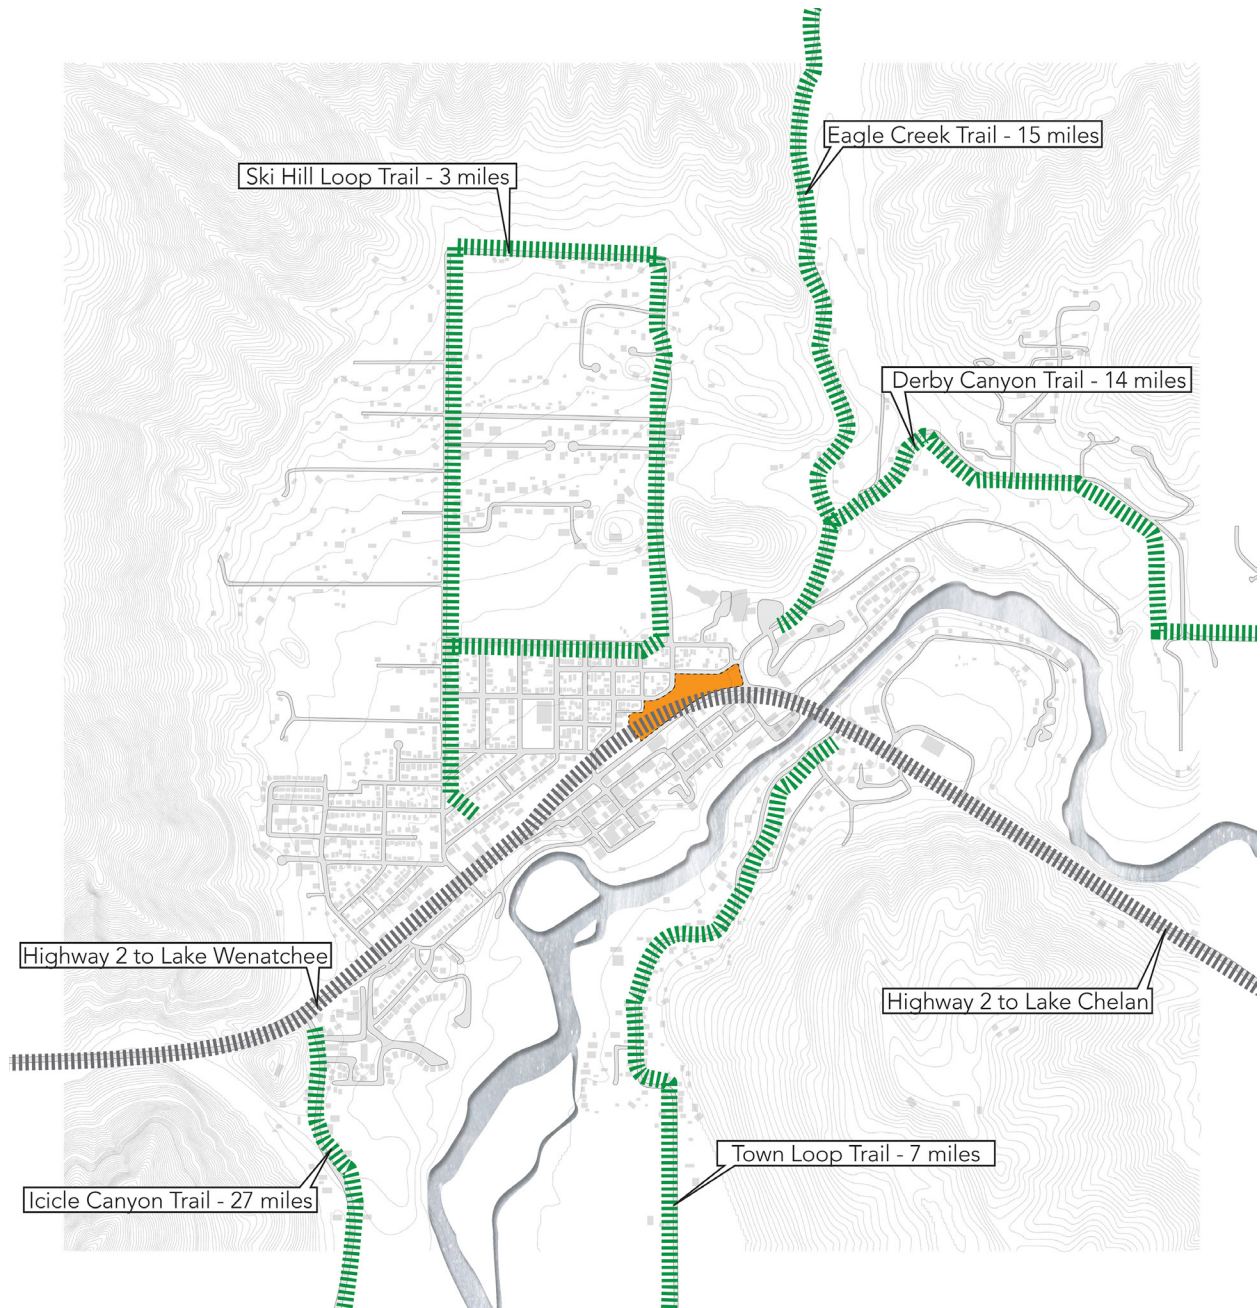 Eagle Creek Trail - 15 miles
Ski Hill Loop Trail - 3 miles
Derby Canyon Trail - 14 miles
Highway 2 to Lake Wenatchee
Highway 2 to Lake Chelan
Town Loop Trail - 7 miles
Icicle Canyon Trail - 27 miles